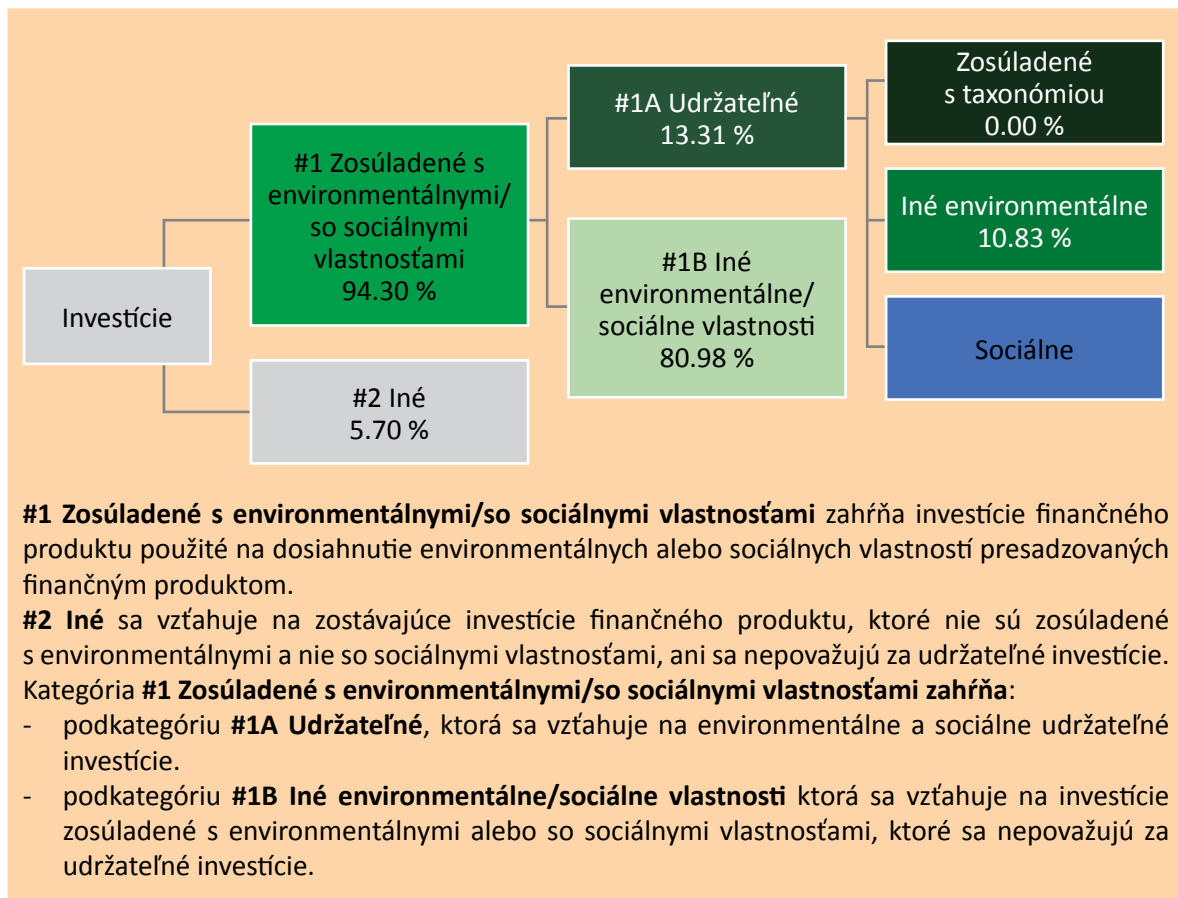 Investície
#1 Zosúladené s
environmentálnymi/
so sociálnymi
vlastnosťami
94.30 %
#2 Iné
5.70 %
#1A Udržateľné
13.31 %
#1B Iné
environmentálne/
sociálne vlastnosti
80.98 %
Zosúladené
s taxonómiou
0.00 %
Iné environmentálne
10.83 %
Sociálne
#1 Zosúladené s environmentálnymi/so sociálnymi vlastnosťami zahŕňa investície finančného
produktu použité na dosiahnutie environmentálnych alebo sociálnych vlastností presadzovaných
finančným produktom.
#2 Iné sa vzťahuje na zostávajúce investície finančného produktu, ktoré nie sú zosúladené
s environmentálnymi a nie so sociálnymi vlastnosťami, ani sa nepovažujú za udržateľné investície.
Kategória #1 Zosúladené s environmentálnymi/so sociálnymi vlastnosťami zahŕňa:
- podkategóriu #1A Udržateľné, ktorá sa vzťahuje na environmentálne a sociálne udržateľné
investície.
- podkategóriu #1B Iné environmentálne/sociálne vlastnosti ktorá sa vzťahuje na investície
zosúladené s environmentálnymi alebo so sociálnymi vlastnosťami, ktoré sa nepovažujú za
udržateľné investície.